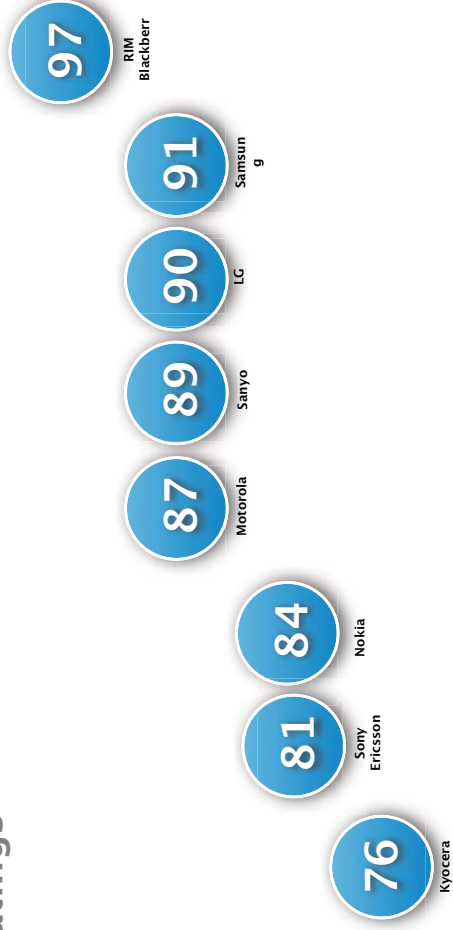 76
Kyocera
81
Sony
Ericsson
84
Nokia
87
Motorola
89
Sanyo
90
LG
91
Samsun
g
97
RIM
Blackberr